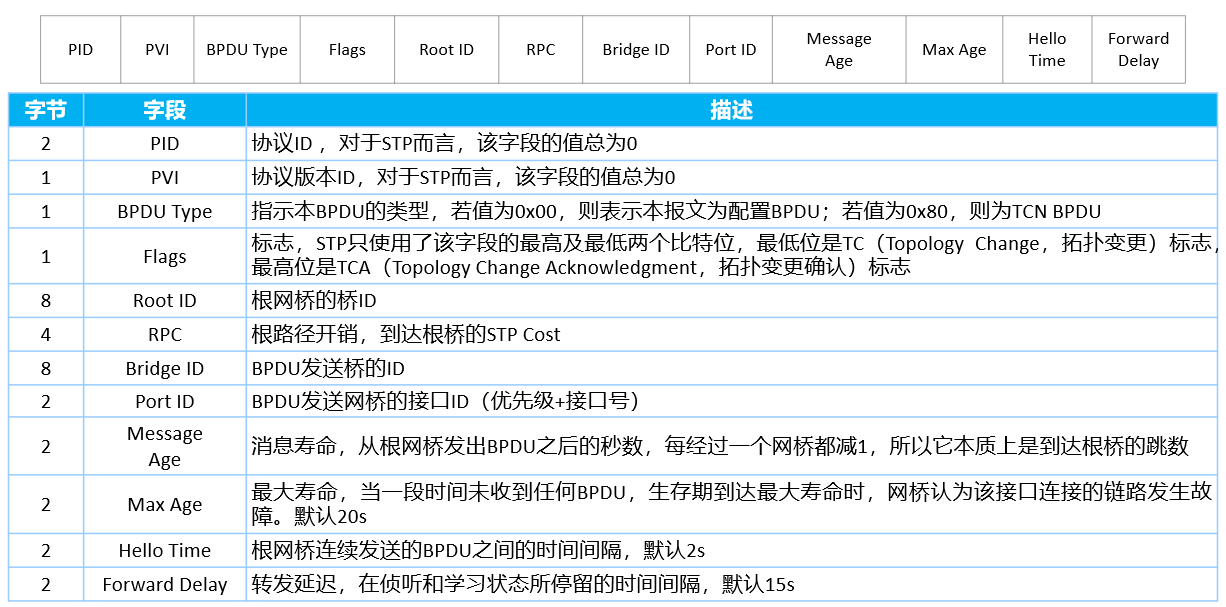 PID PVI BPDU Type Flags Root ID RPC Bridge ID Port ID Message Age Max Age Hello Time Forward Delay
字节 字段 描述
2 PID 协议ID ，对于STP而言，该字段的值总为0
1 PVI 协议版本ID，对于STP而言，该字段的值总为0
1 BPDU Type 指示本BPDU的类型，若值为0x00，则表示本报文为配置BPDU；若值为0x80，则为TCN BPDU
1 Flags 标志，STP只使用了该字段的最高及最低两个比特位，最低位是TC（Topology Change，拓扑变更）标志，
最高位是TCA（Topology Change Acknowledgment，拓扑变更确认）标志
8 Root ID 根网桥的桥ID
4 RPC 根路径开销，到达根桥的STP Cost
8 Bridge ID BPDU发送桥的ID
2 Port ID BPDU发送网桥的接口ID（优先级+接口号）
2 Message Age 消息寿命，从根网桥发出BPDU之后的秒数，每经过一个网桥都减1，所以它本质上是到达根桥的跳数
2 Max Age 最大寿命，当一段时间未收到任何BPDU，生存期到达最大寿命时，网桥认为该接口连接的链路发生故
障。默认20s
2 Hello Time 根网桥连续发送的BPDU之间的时间间隔，默认2s
2 Forward Delay 转发延迟，在侦听和学习状态所停留的时间间隔，默认15s